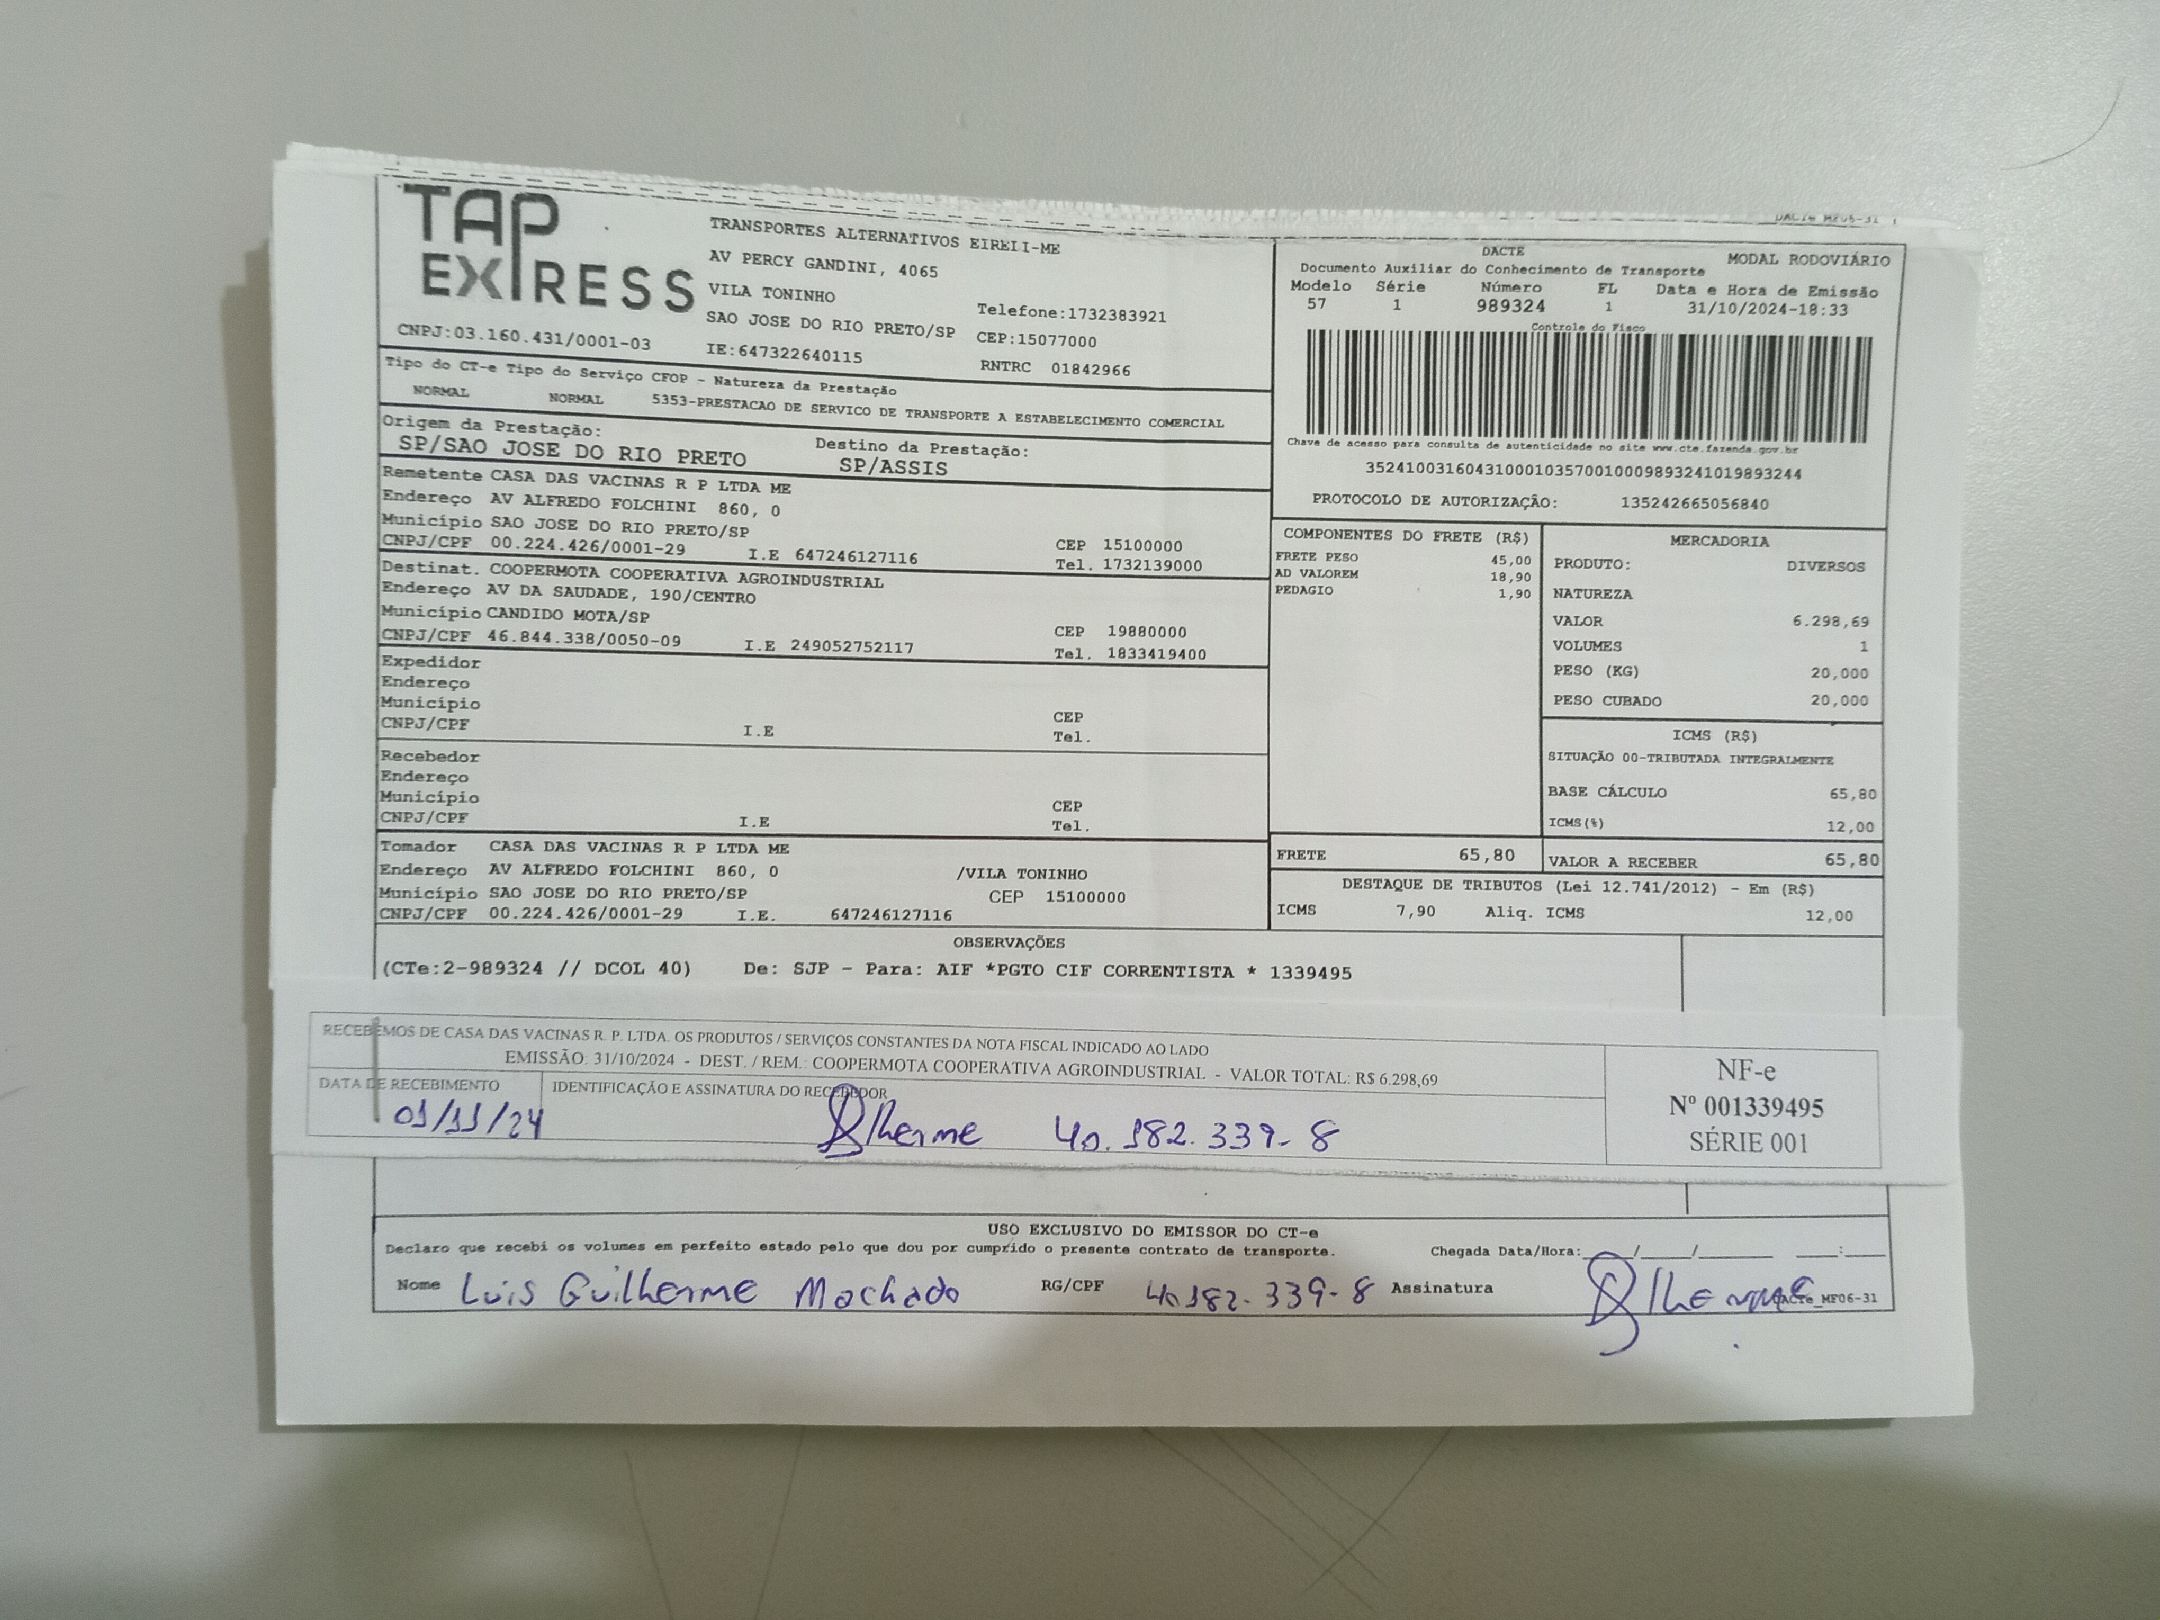 DACTE MF06-31
TAP
EXPRESS
CNPJ:03.160.431/0001-03
TRANSPORTES ALTERNATIVOS EIRELI-ME
AV PERCY GANDINI, 4065
VILA TONINHO
SAO JOSE DO RIO PRETO/SP
IE:647322640115
Telefone:1732383921
CEP:15077000
RNTRC 01842966
DACTE MODAL RODOVIÁRIO
Documento Auxiliar do Conhecimento de Transporte
Modelo Série Número FL Data e Hora de Emissão
57 1 989324 1 31/10/2024-18:33
Controle do Fisco
Chave de acesso para consulta de autenticidade no site www.cte.fazenda.gov.br
35241003160431000103570010009893241019893244
PROTOCOLO DE AUTORIZAÇÃO: 135242665056840
Tipo do CT-e Tipo do Serviço CFOP - Natureza da Prestação
NORMAL NORMAL 5353-PRESTACAO DE SERVICO DE TRANSPORTE A ESTABELECIMENTO COMERCIAL
Origem da Prestação: Destino da Prestação:
SP/SAO JOSE DO RIO PRETO SP/ASSIS
Remetente CASA DAS VACINAS R P LTDA ME
Endereço AV ALFREDO FOLCHINI 860, 0
Município SAO JOSE DO RIO PRETO/SP CEP 15100000
CNPJ/CPF 00.224.426/0001-29 I.E 647246127116 Tel. 1732139000
Destinat. COOPERMOTA COOPERATIVA AGROINDUSTRIAL
Endereço AV DA SAUDADE, 190/CENTRO
Município CANDIDO MOTA/SP CEP 19880000
CNPJ/CPF 46.844.338/0050-09 I.E 249052752117 Tel. 1833419400
Expedidor
Endereço
Município CEP
CNPJ/CPF I.E Tel.
Recebedor
Endereço
Município CEP
CNPJ/CPF I.E Tel.
Tomador CASA DAS VACINAS R P LTDA ME
Endereço AV ALFREDO FOLCHINI 860, 0 /VILA TONINHO
Município SAO JOSE DO RIO PRETO/SP CEP 15100000
CNPJ/CPF 00.224.426/0001-29 I.E. 647246127116
COMPONENTES DO FRETE (R$)
FRETE PESO 45,00
AD VALOREM 18,90
PEDAGIO 1,90
MERCADORIA
PRODUTO: DIVERSOS
NATUREZA
VALOR 6.298,69
VOLUMES 1
PESO (KG) 20,000
PESO CUBADO 20,000
ICMS (R$)
SITUAÇÃO 00-TRIBUTADA INTEGRALMENTE
BASE CÁLCULO 65,80
ICMS(%) 12,00
FRETE 65,80 VALOR A RECEBER 65,80
DESTAQUE DE TRIBUTOS (Lei 12.741/2012) - Em (R$)
ICMS 7,90 Aliq. ICMS 12,00
OBSERVAÇÕES
(CTe:2-989324 // DCOL 40) De: SJP - Para: AIF *PGTO CIF CORRENTISTA * 1339495
RECEBEMOS DE CASA DAS VACINAS R. P. LTDA. OS PRODUTOS / SERVIÇOS CONSTANTES DA NOTA FISCAL INDICADO AO LADO
EMISSÃO: 31/10/2024 - DEST. / REM.: COOPERMOTA COOPERATIVA AGROINDUSTRIAL - VALOR TOTAL: R$ 6.298,69
DATA DE RECEBIMENTO IDENTIFICAÇÃO E ASSINATURA DO RECEBEDOR
01/11/24 40.182.339-8
NF-e
Nº 001339495
SÉRIE 001
USO EXCLUSIVO DO EMISSOR DO CT-e
Declaro que recebi os volumes em perfeito estado pelo que dou por cumprido o presente contrato de transporte. Chegada Data/Hora:____/____/________ ____:____
Nome Luis Guilherme Machado RG/CPF 40.182.339-8 Assinatura
DACTe_MF06-31